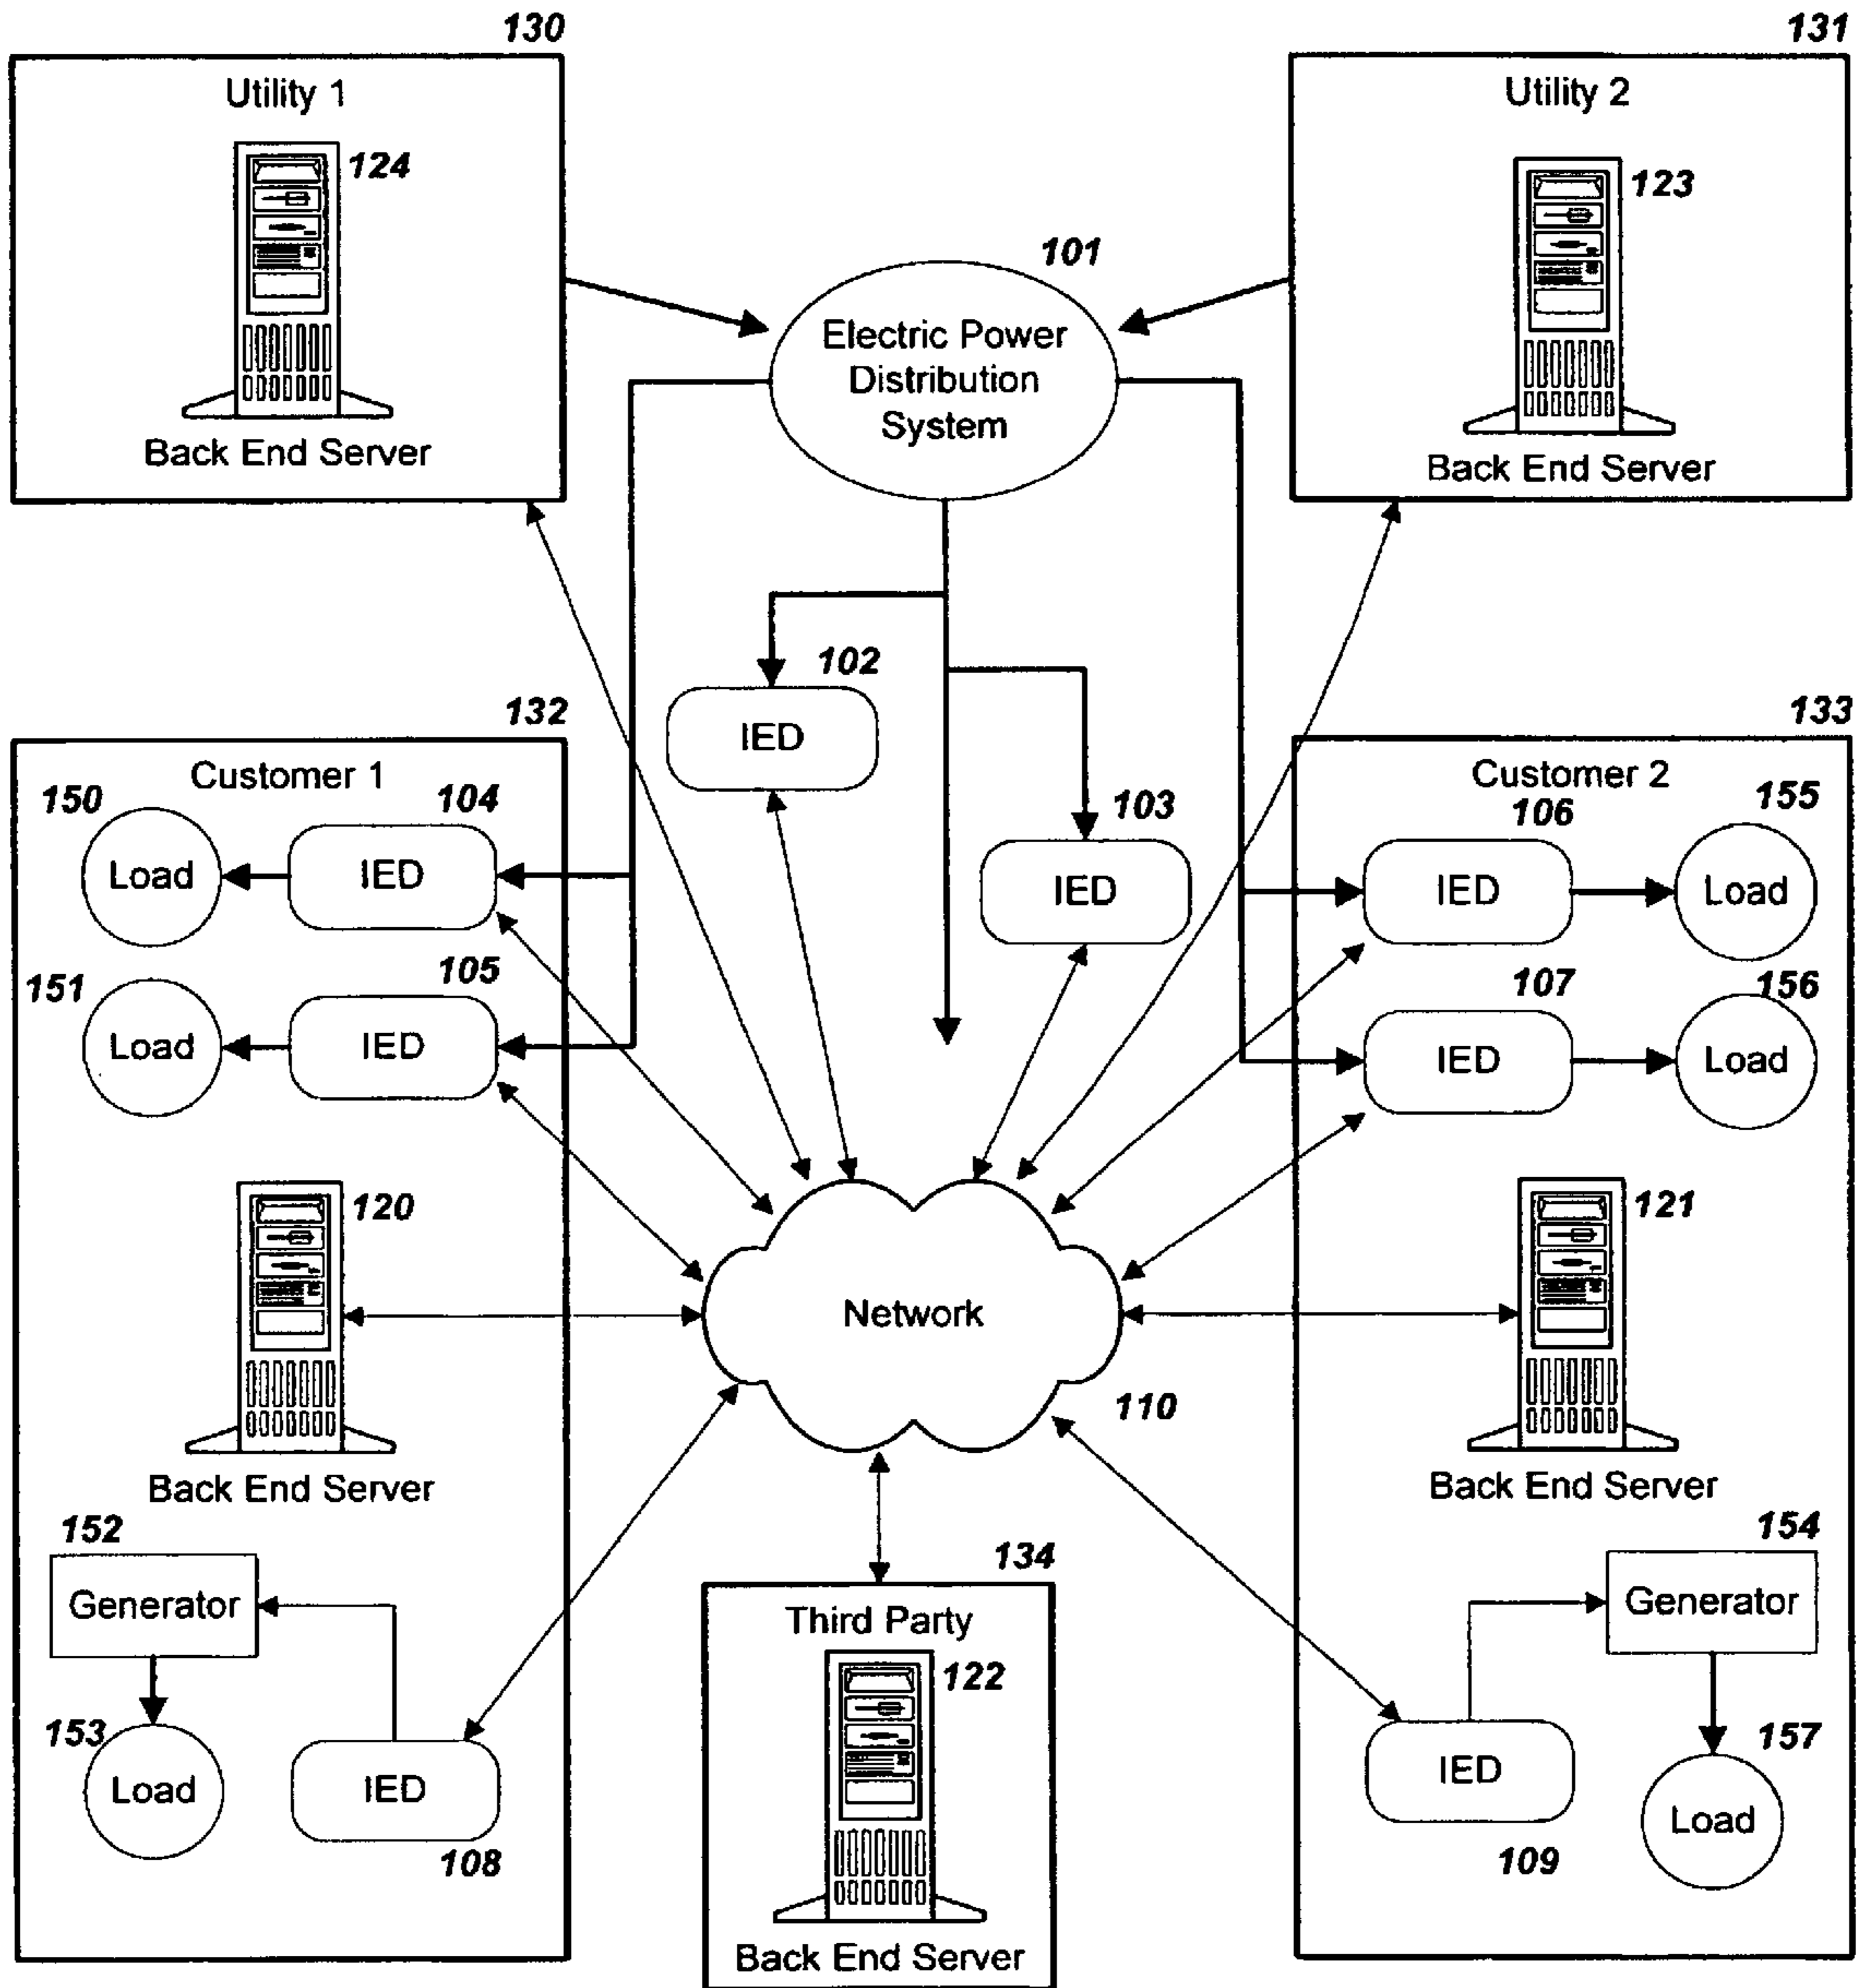 130
131
Utility 1
Utility 2
124
123
101
Electric Power
Distribution
System
Back End Server
Back End Server
102
132
133
IED
Customer 1
Customer 2
150
104
103
106
155
Load
IED
IED
IED
Load
151
105
107
156
Load
IED
IED
Load
120
121
Network
110
Back End Server
Back End Server
152
154
134
Generator
Generator
Third Party
122
153
157
Load
IED
IED
Load
108
109
Back End Server